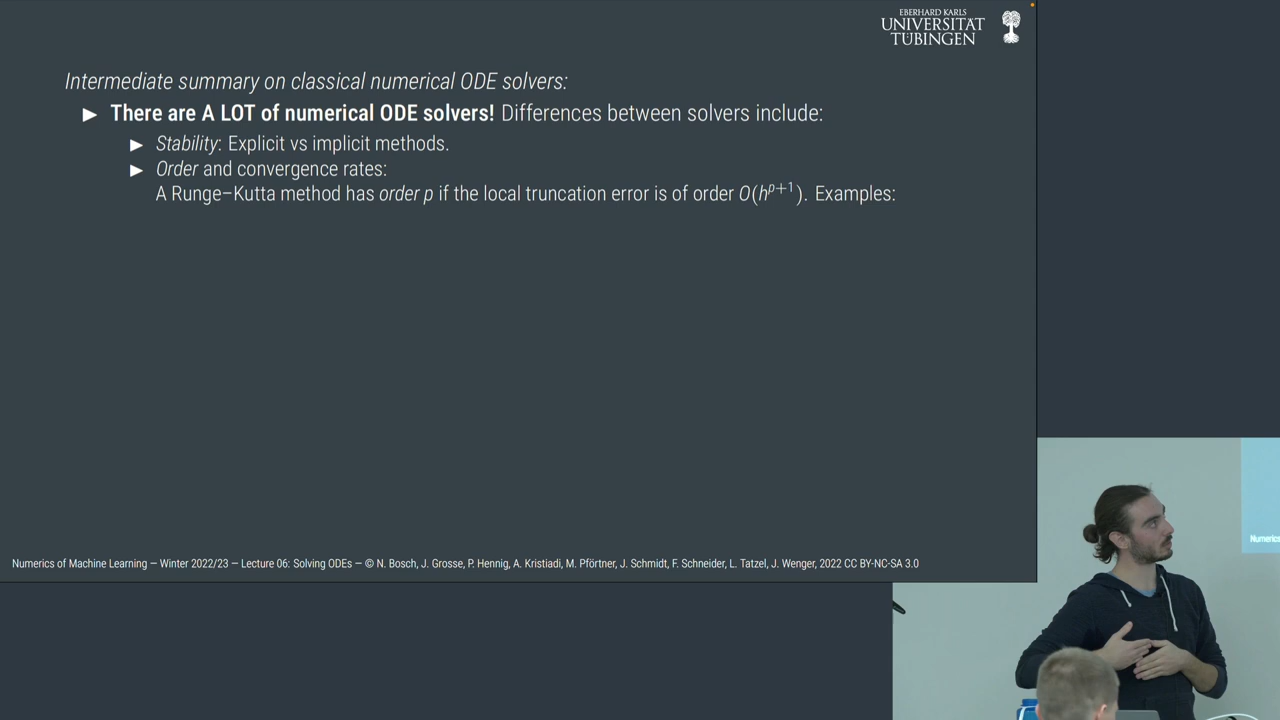 EBERHARD KARLS
UNIVERSITÄT
TÜBINGEN
Intermediate summary on classical numerical ODE solvers:
▶ There are A LOT of numerical ODE solvers! Differences between solvers include:
▶ Stability: Explicit vs implicit methods.
▶ Order and convergence rates:
A Runge–Kutta method has order p if the local truncation error is of order O(h^{p+1}). Examples:
Numerics
Numerics of Machine Learning — Winter 2022/23 — Lecture 06: Solving ODEs — © N. Bosch, J. Grosse, P. Hennig, A. Kristiadi, M. Pförtner, J. Schmidt, F. Schneider, L. Tatzel, J. Wenger, 2022 CC BY-NC-SA 3.0